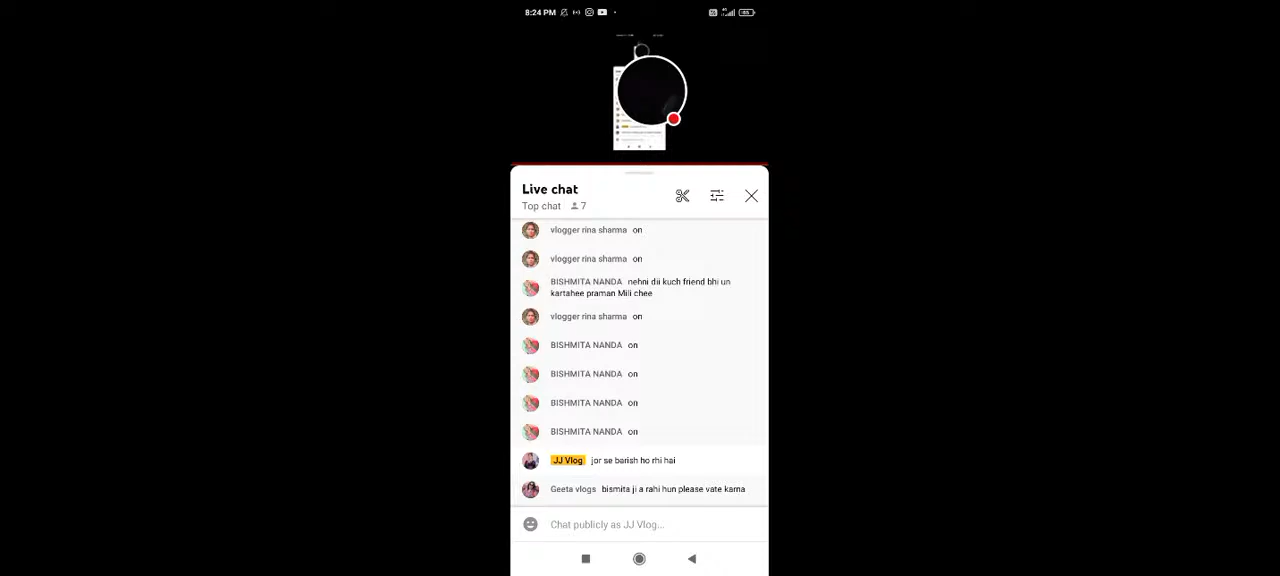 8:24 PM
Live chat
Top chat 7
vlogger rina sharma on
vlogger rina sharma on
BISHMITA NANDA nehni dii kuch friend bhi un
kartahee praman Mili chee
vlogger rina sharma on
BISHMITA NANDA on
BISHMITA NANDA on
BISHMITA NANDA on
BISHMITA NANDA on
JJ Vlog jor se barish ho rhi hai
Geeta vlogs bismita ji a rahi hun please vate karna
Chat publicly as JJ Vlog...